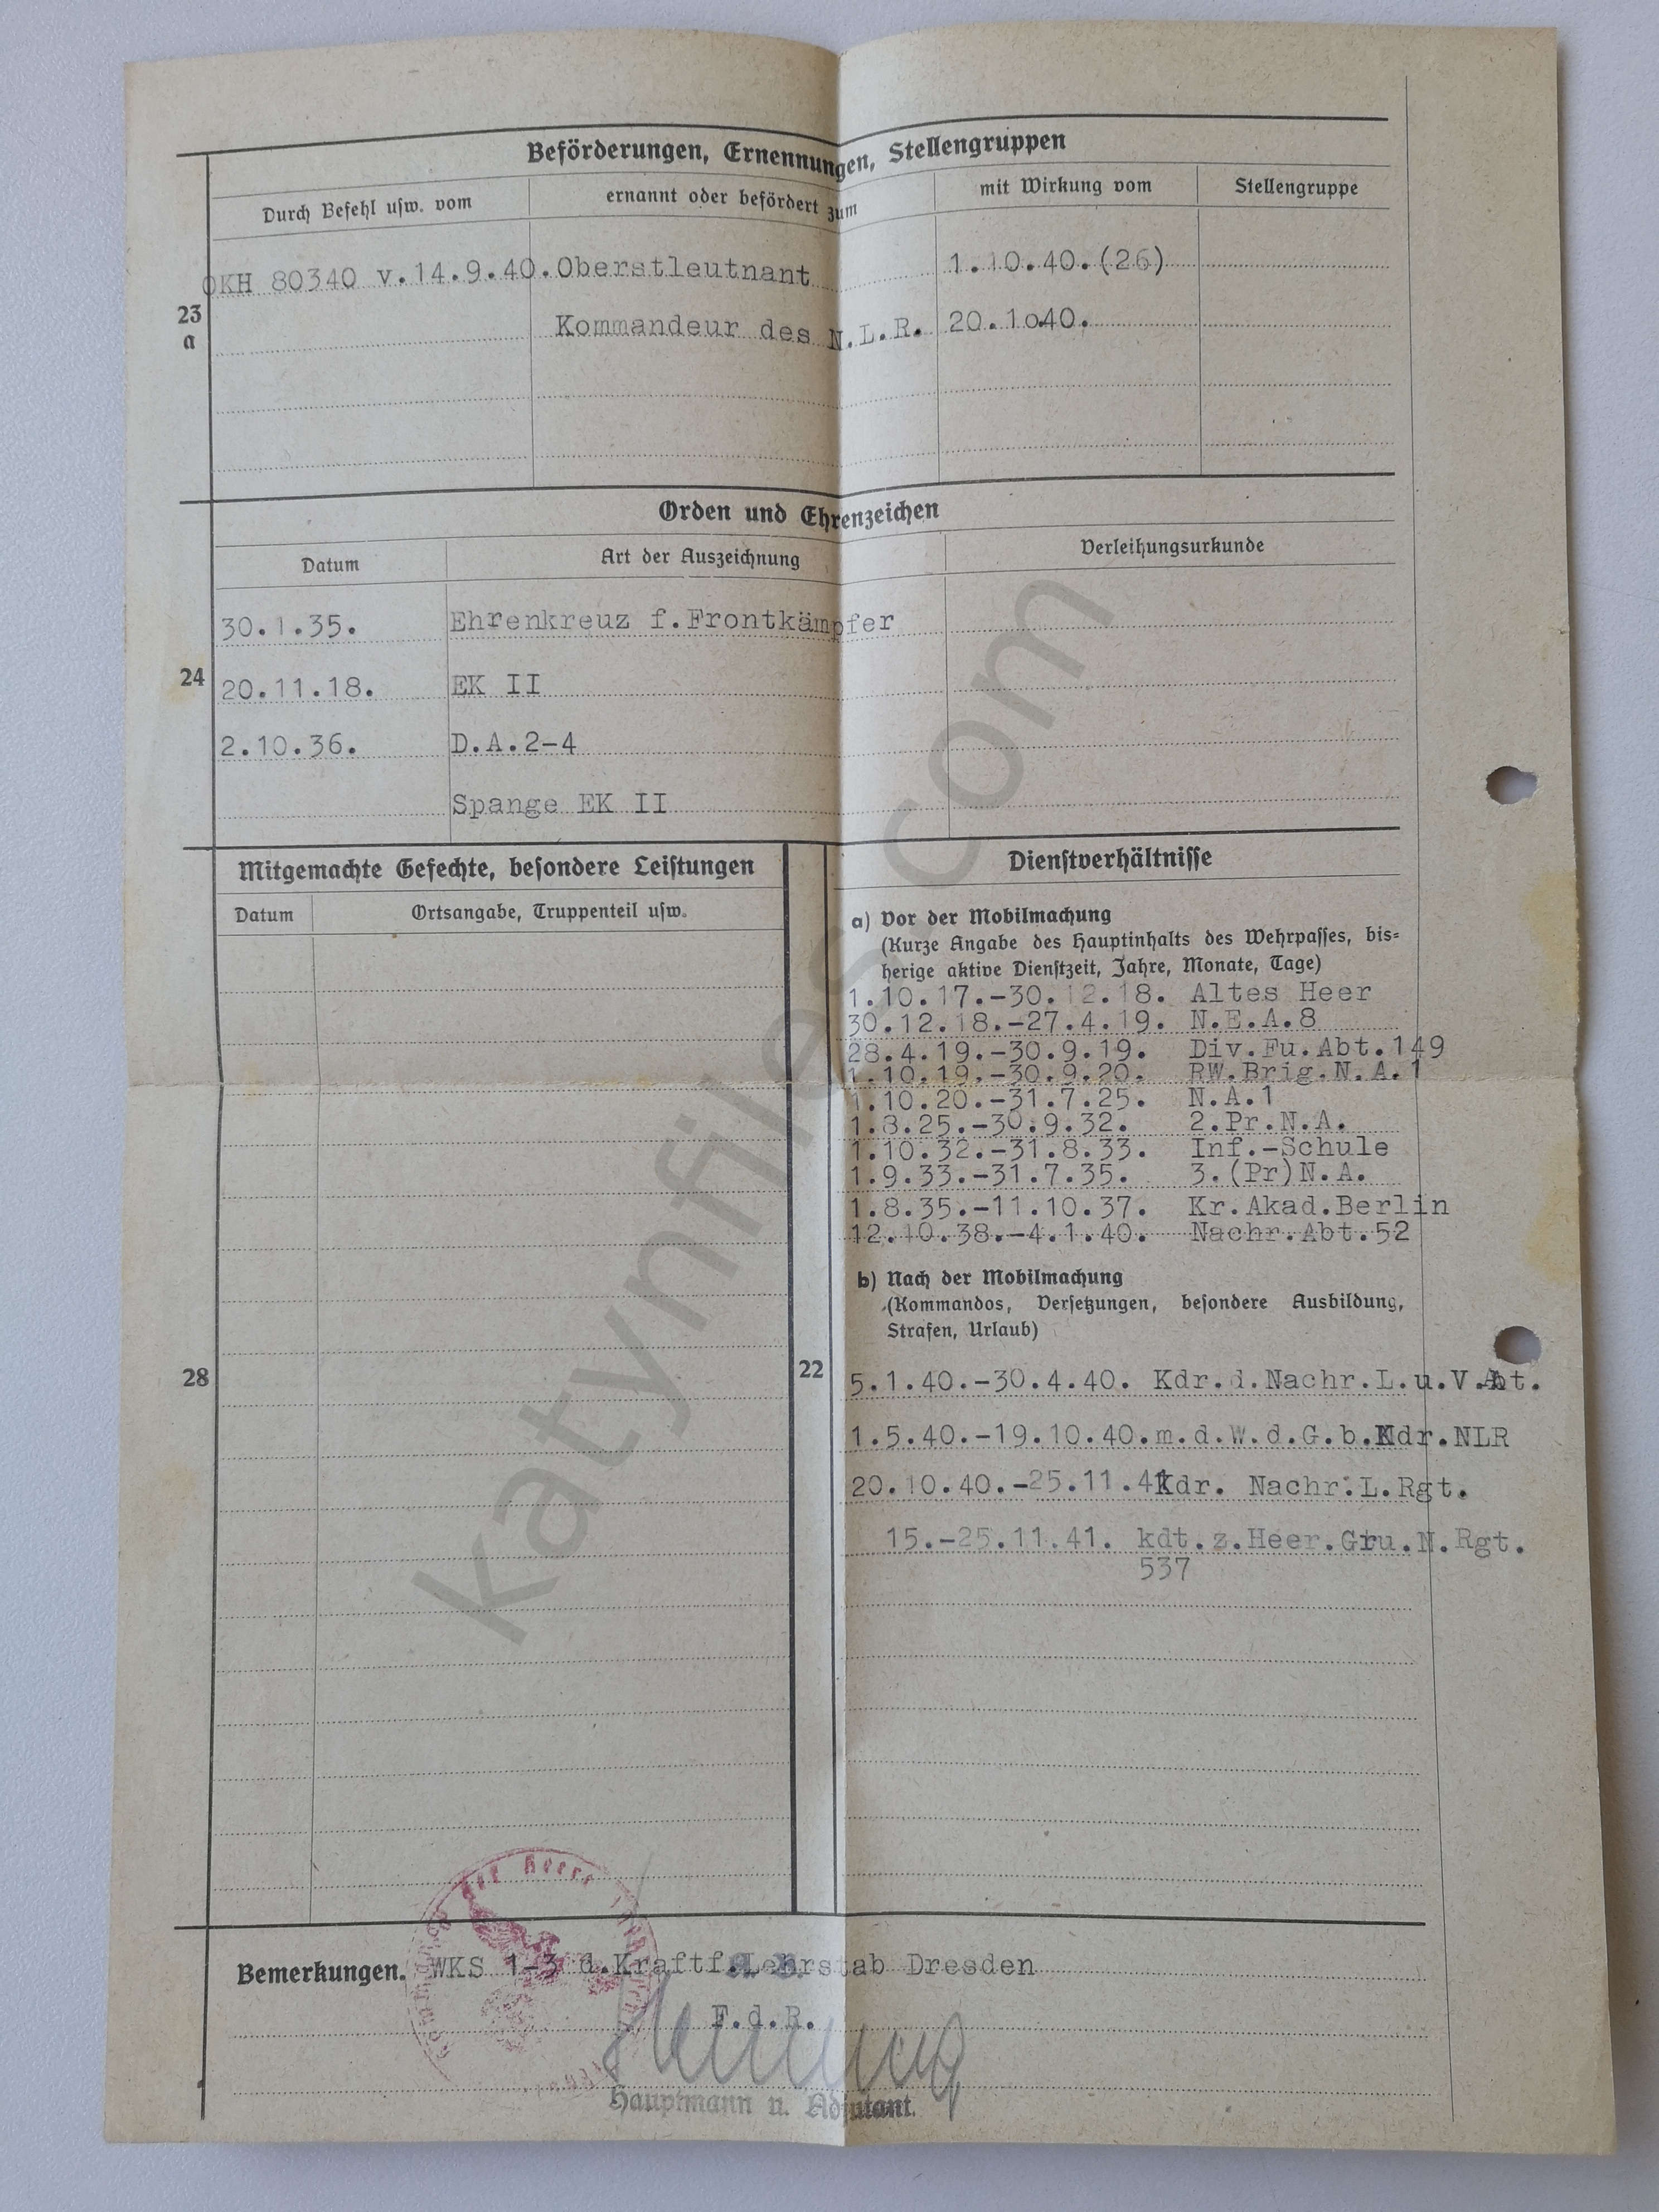 Beförderungen, Ernennungen, Stellengruppen
Durch Befehl usw. vom ernannt oder befördert zum mit Wirkung vom Stellengruppe
OKH 80340 v.14.9.40. Oberstleutnant 1.10.40.(26)
23
a
Kommandeur des N.L.R. 20.1o40.
Orden und Ehrenzeichen
Datum Art der Auszeichnung Verleihungsurkunde
30.1.35. Ehrenkreuz f.Frontkämpfer
24
20.11.18. EK II
2.10.36. D.A.2-4
Spange EK II
Mitgemachte Gefechte, besondere Leistungen
Datum Ortsangabe, Truppenteil usw.
28
Dienstverhältnisse
a) Vor der Mobilmachung
(Kurze Angabe des Hauptinhalts des Wehrpasses, bis=
herige aktive Dienstzeit, Jahre, Monate, Tage)
1.10.17.-30.12.18. Altes Heer
30.12.18.-27.4.19. N.E.A.8
28.4.19.-30.9.19. Div.Fu.Abt.149
1.10.19.-30.9.20. RW.Brig.N.A.1
1.10.20.-31.7.25. N.A.1
1.8.25.-30.9.32. 2.Pr.N.A.
1.10.32.-31.8.33. Inf.-Schule
1.9.33.-31.7.35. 3.(Pr)N.A.
1.8.35.-11.10.37. Kr.Akad.Berlin
12.10.38.-4.1.40. Nachr.Abt.52
b) Nach der Mobilmachung
(Kommandos, Versetzungen, besondere Ausbildung,
Strafen, Urlaub)
22
5.1.40.-30.4.40. Kdr.d.Nachr.L.u.V.Abt.
1.5.40.-19.10.40.m.d.W.d.G.b.Kdr.NLR
20.10.40.-25.11.41 Kdr. Nachr.L.Rgt.
15.-25.11.41. kdt.z.Heer.Gru.N.Rgt.
537
Bemerkungen. WKS 1-3 d.Kraftf.Lehrstab Dresden
F.d.R.
Hauptmann u. Adjutant.
katynfiles.com